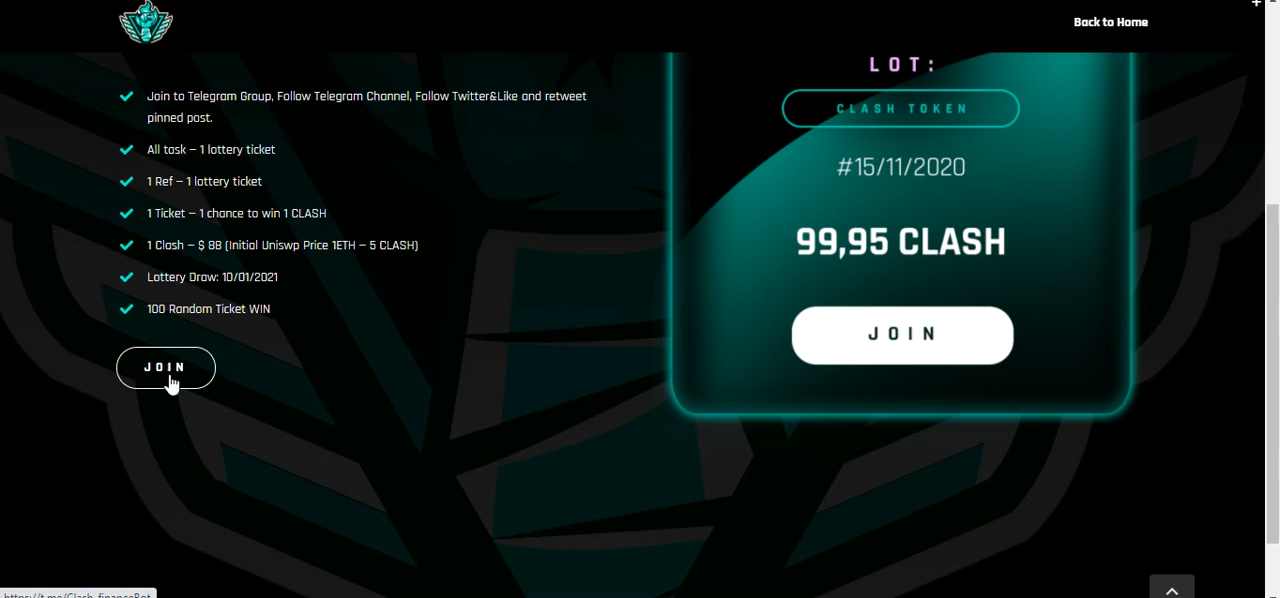 Back to Home
Join to Telegram Group, Follow Telegram Channel, Follow Twitter&Like and retweet
pinned post.
All task – 1 lottery ticket
1 Ref – 1 lottery ticket
1 Ticket – 1 chance to win 1 CLASH
1 Clash – $ 88 (Initial Uniswp Price 1ETH – 5 CLASH)
Lottery Draw: 10/01/2021
100 Random Ticket WIN
JOIN
LOT:
CLASH TOKEN
#15/11/2020
99,95 CLASH
JOIN
https://t.me/Clash_financeBot